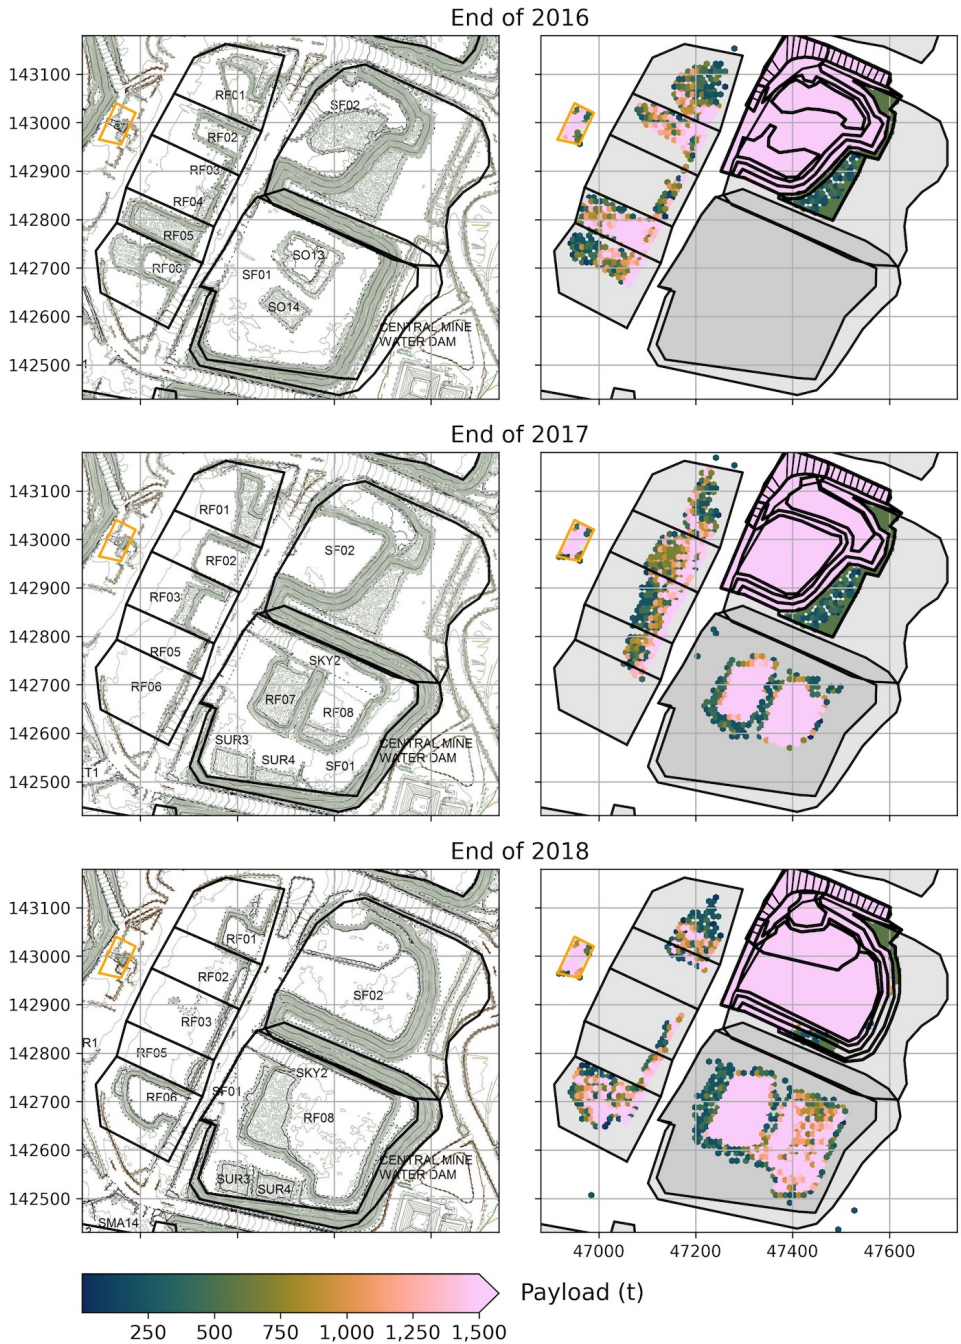 End of 2016
143100
143000
142900
142800
142700
142600
142500
RF01
RF02
RF03
RF04
RF05
SF02
SF01
SO13
SO14
CENTRAL MINE
WATER DAM
End of 2017
143100
143000
142900
142800
142700
142600
142500
RF01
RF02
RF03
RF05
RF06
SF02
SKY2
RF07
RF08
SUR3
SUR4
SF01
CENTRAL MINE
WATER DAM
T1
End of 2018
143100
143000
142900
142800
142700
142600
142500
RF01
RF02
RF03
RF05
RF06
SF02
SF01
SKY2
RF08
SUR3
SUR4
CENTRAL MINE
WATER DAM
R1
SMA14
47000 47200 47400 47600
Payload (t)
250 500 750 1,000 1,250 1,500